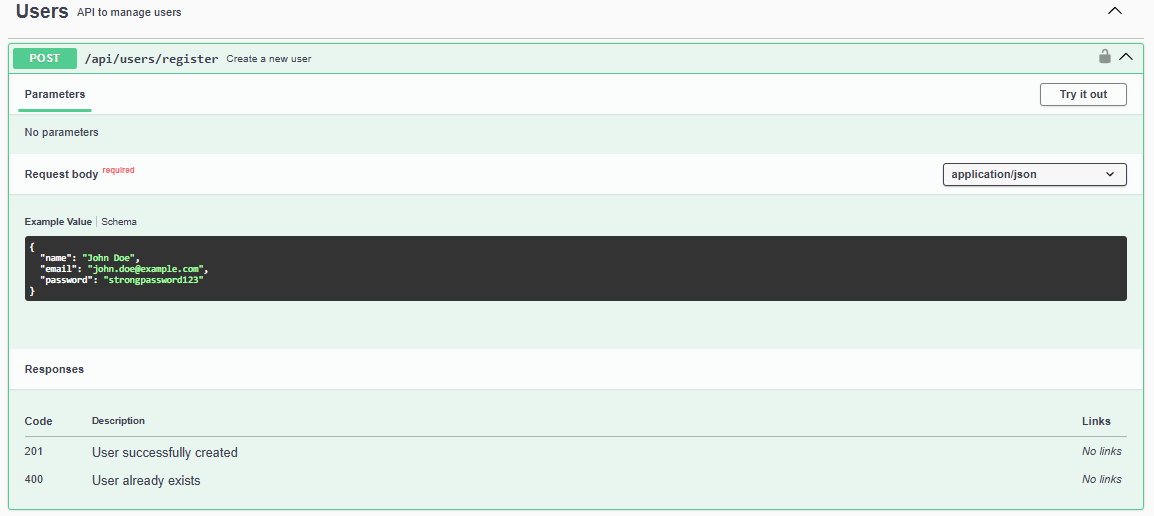 Users API to manage users
POST /api/users/register Create a new user
Parameters Try it out
No parameters
Request body required application/json
Example Value | Schema
{
  "name": "John Doe",
  "email": "john.doe@example.com",
  "password": "strongpassword123"
}
Responses
Code Description Links
201 User successfully created No links
400 User already exists No links